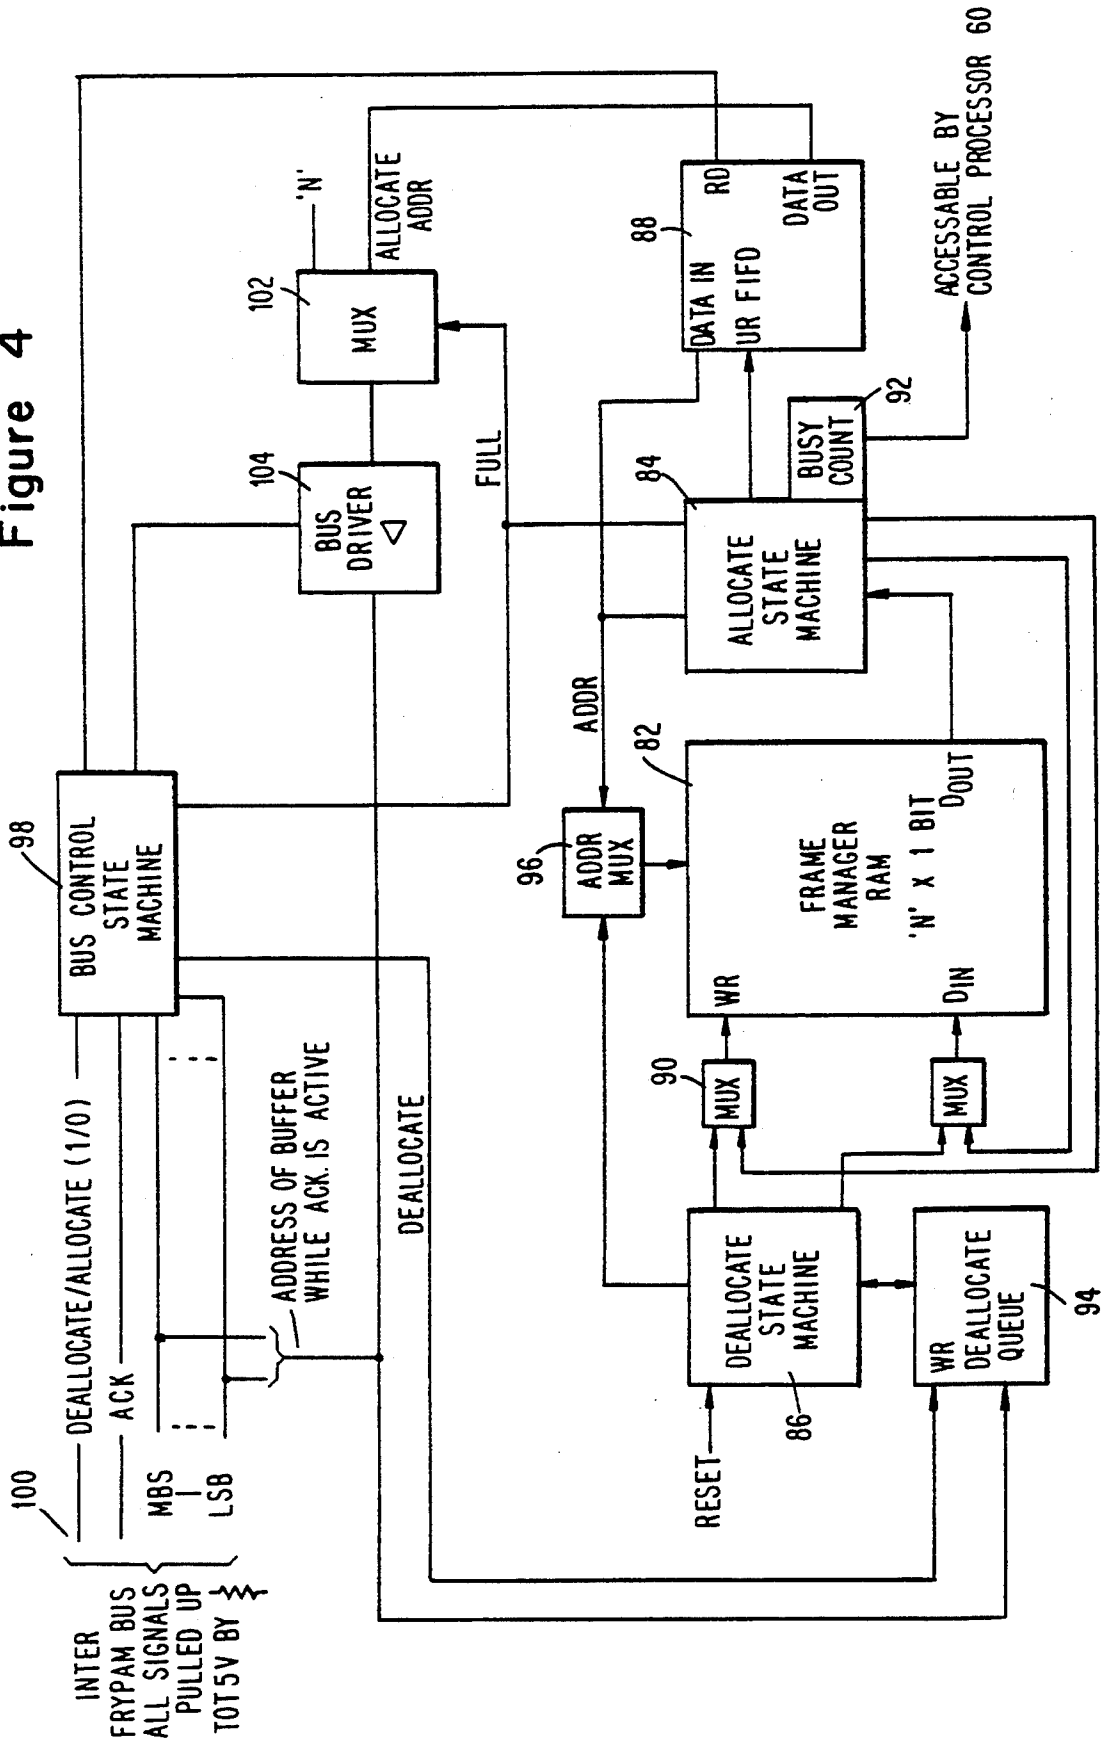 Figure 4
98
BUS CONTROL
STATE
MACHINE
100
DEALLOCATE/ALLOCATE (1/0)
ACK
MBS
LSB
INTER
FRYPAM BUS
ALL SIGNALS
PULLED UP
TOT5V BY
ADDRESS OF BUFFER
WHILE ACK. IS ACTIVE
DEALLOCATE
104
BUS
DRIVER
102
MUX
'N'
ALLOCATE
ADDR
FULL
ADDR
96
ADDR
MUX
88
DATA IN
RD
UR FIFO
DATA
OUT
84
ALLOCATE
STATE
MACHINE
BUSY
COUNT
92
ACCESSABLE BY
CONTROL PROCESSOR 60
82
WR
FRAME
MANAGER
RAM
'N' X 1 BIT
DIN
DOUT
90
MUX
MUX
RESET
DEALLOCATE
STATE
MACHINE
86
WR
DEALLOCATE
QUEUE
94